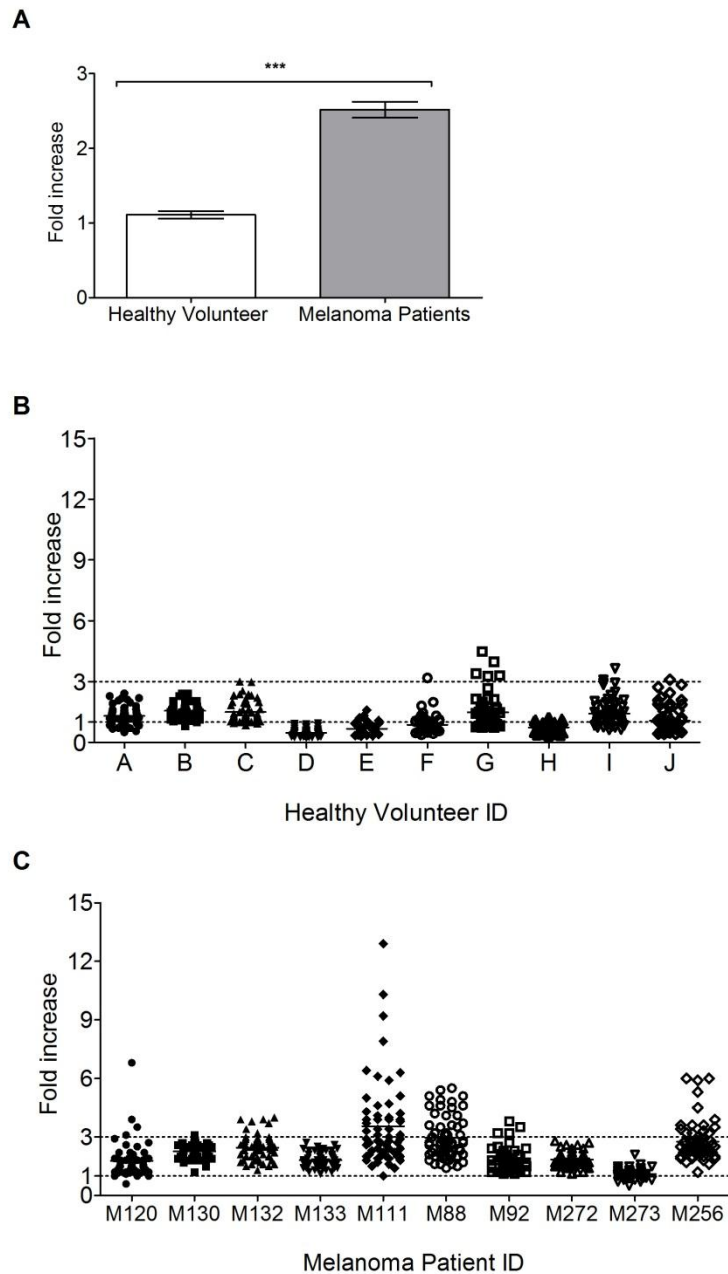 A
***
3
2
1
0
Fold increase
Healthy Volunteer Melanoma Patients
B
15
12
9
6
3
1
0
Fold increase
A B C D E F G H I J
Healthy Volunteer ID
C
15
12
9
6
3
1
0
Fold increase
M120 M130 M132 M133 M111 M88 M92 M272 M273 M256
Melanoma Patient ID